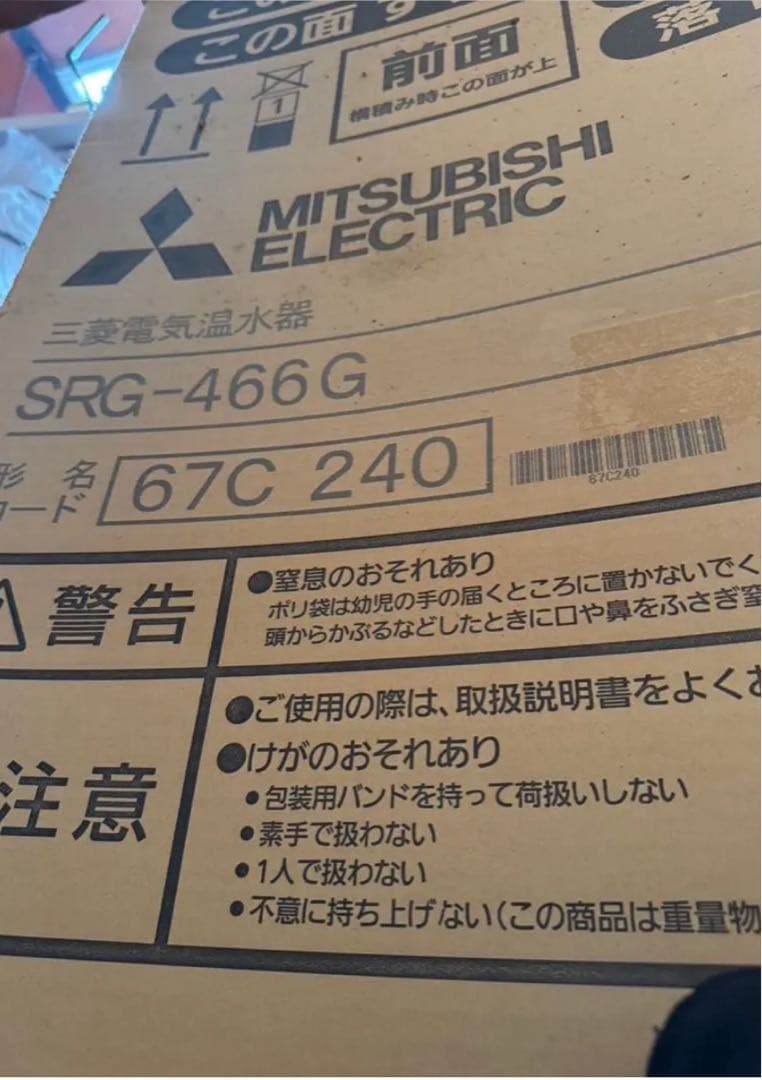 この面
前面
横積み時この面が上
落
1
MITSUBISHI
ELECTRIC
三菱電気温水器
SRG-466G
形名
コード
67C 240
67C240
警告
●窒息のおそれあり
ポリ袋は幼児の手の届くところに置かないでく
頭からかぶるなどしたときに口や鼻をふさぎ窒
注意
●ご使用の際は、取扱説明書をよくお
●けがのおそれあり
•包装用バンドを持って荷扱いしない
•素手で扱わない
•1人で扱わない
•不意に持ち上げない(この商品は重量物